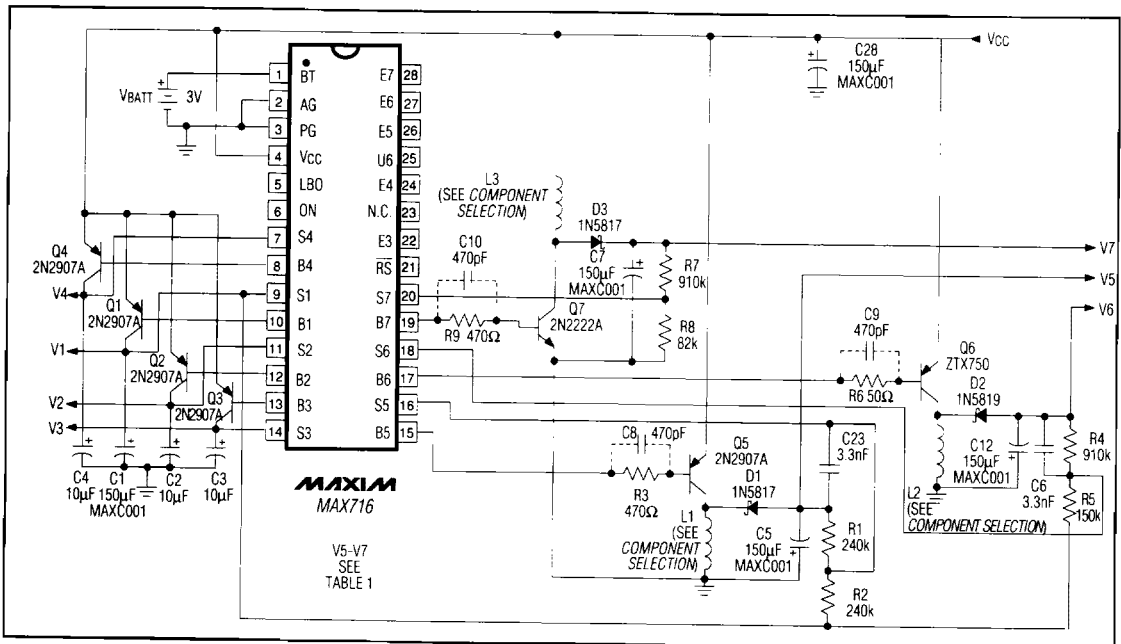 VCC
C28
150µF
MAXC001
VBATT
3V
1 BT
2 AG
3 PG
4 VCC
5 LBO
6 ON
7 S4
8 B4
9 S1
10 B1
11 S2
12 B2
13 B3
14 S3
E7 28
E6 27
E5 26
U6 25
E4 24
N.C. 23
E3 22
RS 21
S7 20
B7 19
S6 18
B6 17
S5 16
B5 15
Q4
2N2907A
V4
Q1
2N2907A
V1
Q2
2N2907A
V2
Q3
2N2907A
V3
C4
10µF
C1
150µF
MAXC001
C2
10µF
C3
10µF
MAXIM
MAX716
V5-V7
SEE
TABLE 1
L3
(SEE COMPONENT
SELECTION)
D3
1N5817
C10
470pF
C7
150µF
MAXC001
R7
910k
R9 470Ω
Q7
2N2222A
R8
82k
V7
V5
V6
C9
470pF
Q6
ZTX750
R6 50Ω
D2
1N5819
C8
470pF
Q5
2N2907A
D1
1N5817
R3
470Ω
C23
3.3nF
L1
(SEE
COMPONENT
SELECTION)
C5
150µF
MAXC001
R1
240k
R2
240k
C12
150µF
MAXC001
C6
3.3nF
R4
910k
R5
150k
L2
(SEE
COMPONENT SELECTION)